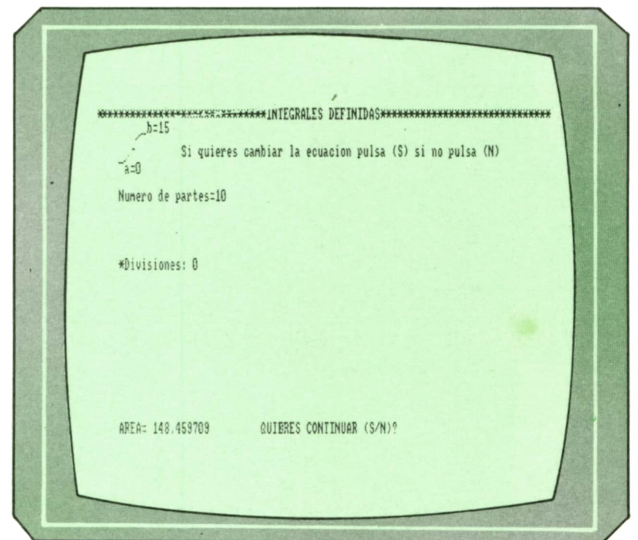 ********************INTEGRALES DEFINIDAS********************
b=15
Si quieres cambiar la ecuacion pulsa (S) si no pulsa (N)
a=0
Numero de partes=10
*Divisiones: 0
AREA= 148.459709 QUIERES CONTINUAR (S/N)?